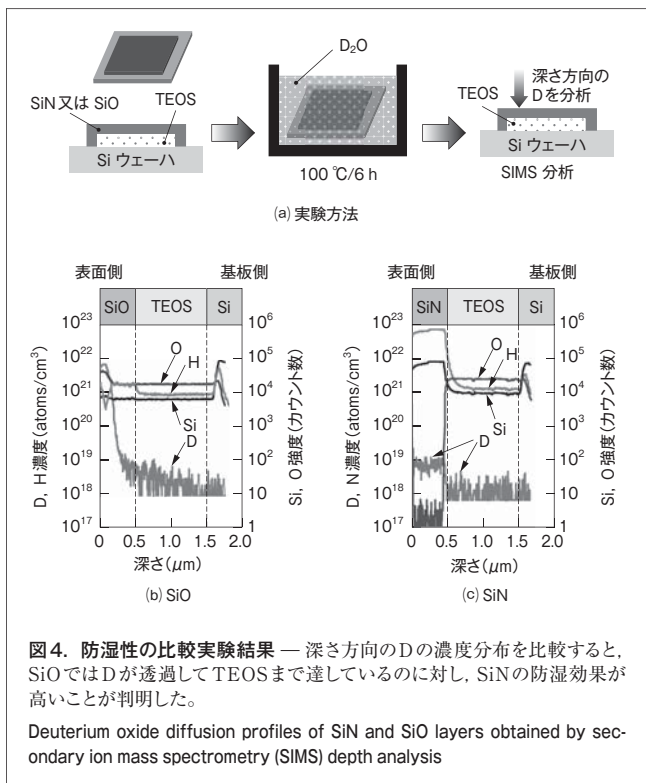 D₂O
SiN又は SiO
TEOS
Si ウェーハ
100 ℃/6 h
深さ方向の
Dを分析
TEOS
Si ウェーハ
SIMS 分析
(a) 実験方法
表面側 基板側
SiO TEOS Si
10²³ 10⁶
10²² 10⁵
10²¹ 10⁴
10²⁰ 10³
10¹⁹ 10²
10¹⁸ 10
10¹⁷ 1
O
H
Si
D
D, H 濃度(atoms/cm³)
Si, O 強度(カウント数)
0 0.5 1.0 1.5 2.0
深さ(μm)
(b) SiO
表面側 基板側
SiN TEOS Si
10²³ 10⁶
10²² 10⁵
10²¹ 10⁴
10²⁰ 10³
10¹⁹ 10²
10¹⁸ 10
10¹⁷ 1
O
H
Si
D
D, N 濃度(atoms/cm³)
Si, O 強度(カウント数)
0 0.5 1.0 1.5 2.0
深さ(μm)
(c) SiN
図4. 防湿性の比較実験結果 — 深さ方向のDの濃度分布を比較すると,
SiOではDが透過してTEOSまで達しているのに対し, SiNの防湿効果が
高いことが判明した。
Deuterium oxide diffusion profiles of SiN and SiO layers obtained by sec-
ondary ion mass spectrometry (SIMS) depth analysis